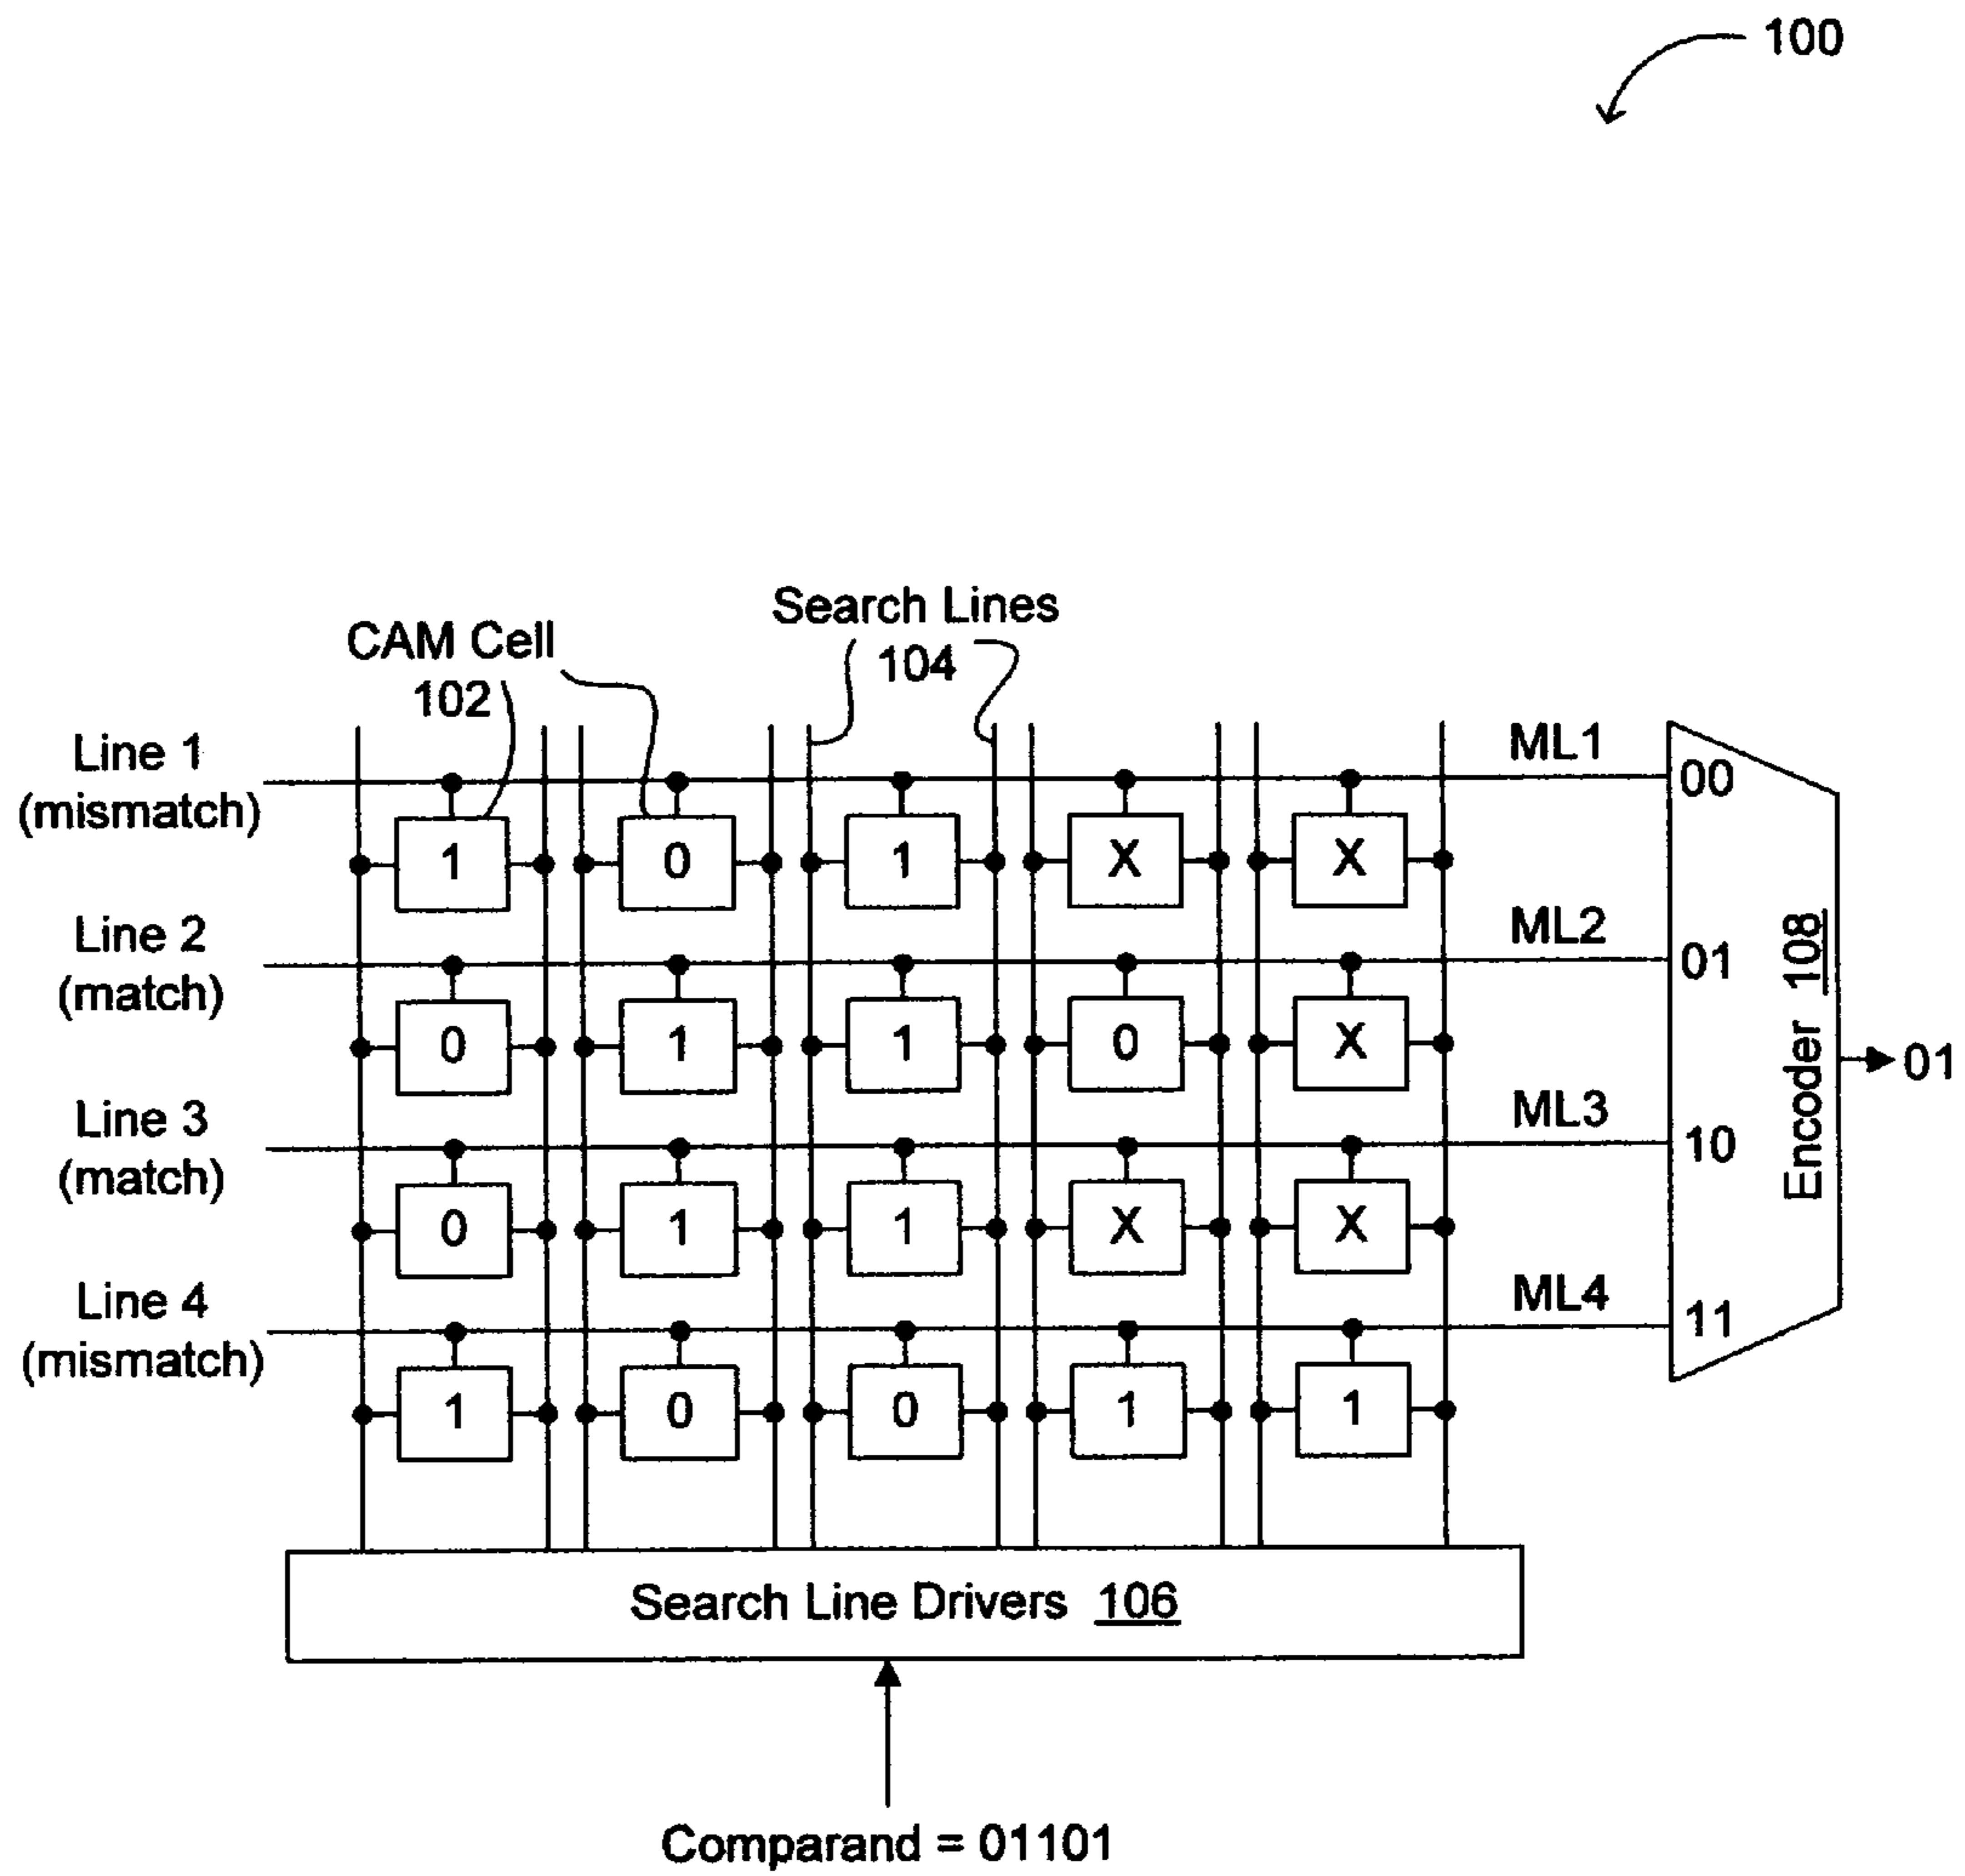 100
Search Lines
104
CAM Cell
102
Line 1
(mismatch)
ML1
00
1 0 1 X X
Line 2
(match)
ML2
01
0 1 1 0 X
Encoder 108
01
Line 3
(match)
ML3
10
0 1 1 X X
Line 4
(mismatch)
ML4
11
1 0 0 1 1
Search Line Drivers 106
Comparand = 01101